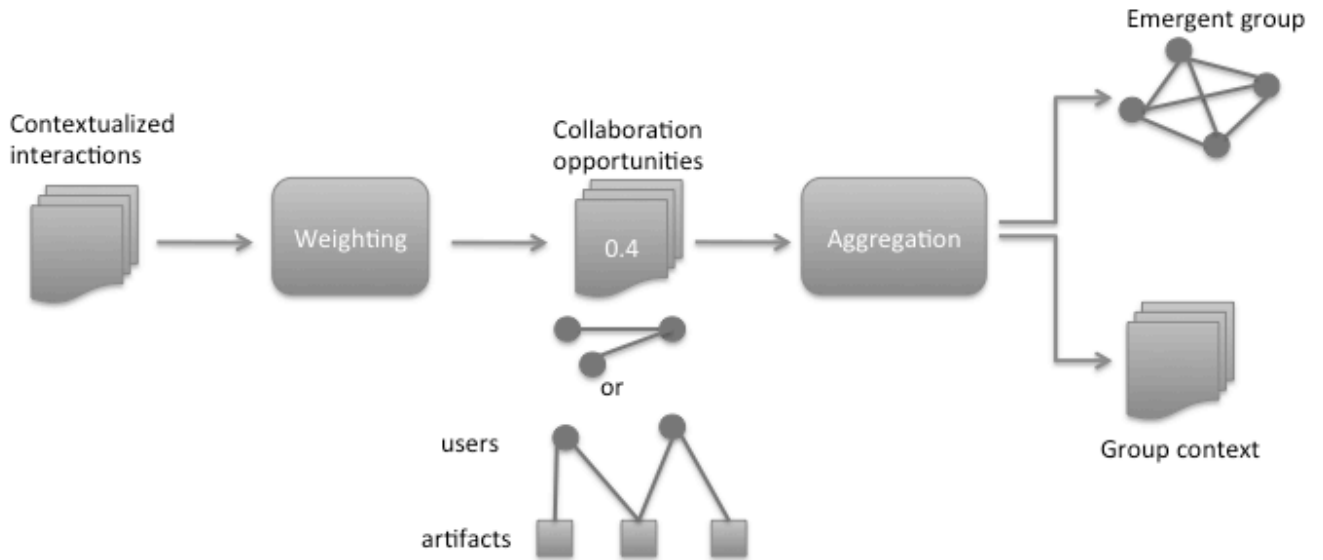 Emergent group
Contextualized
interactions
Collaboration
opportunities
Weighting
0.4
Aggregation
or
users
Group context
artifacts